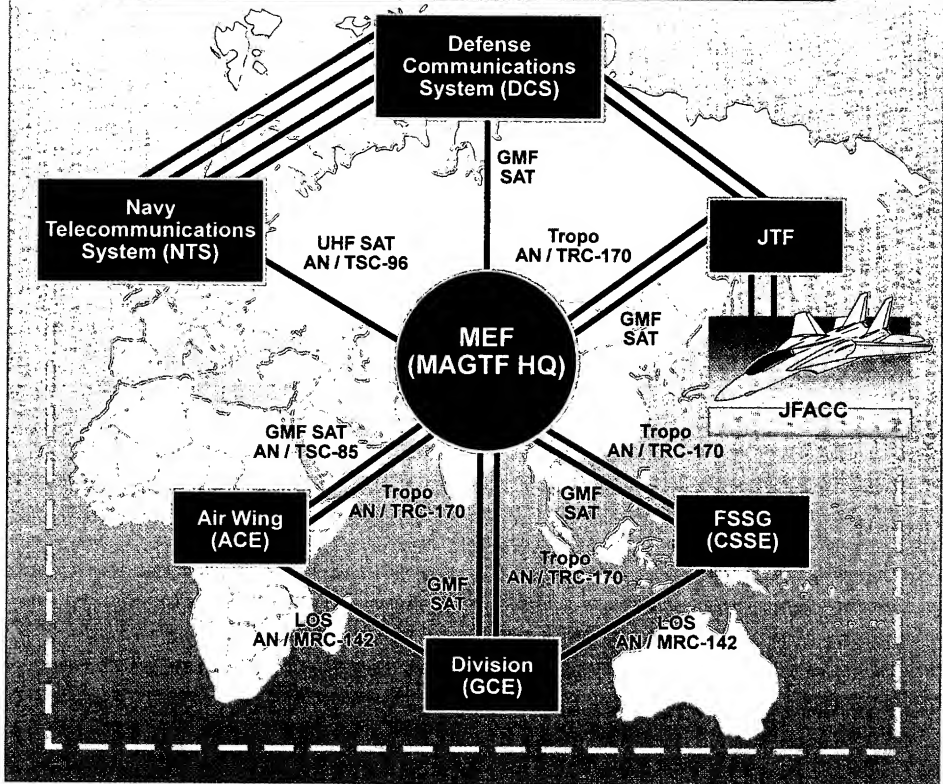 Defense
Communications
System (DCS)
GMF
SAT
Navy
Telecommunications
System (NTS)
UHF SAT
AN / TSC-96
Tropo
AN / TRC-170
JTF
MEF
(MAGTF HQ)
GMF
SAT
JFACC
GMF SAT
AN / TSC-85
Tropo
AN / TRC-170
Tropo
AN / TRC-170
GMF
SAT
Air Wing
(ACE)
FSSG
(CSSE)
Tropo
AN / TRC-170
GMF
SAT
LOS
AN / MRC-142
LOS
AN / MRC-142
Division
(GCE)